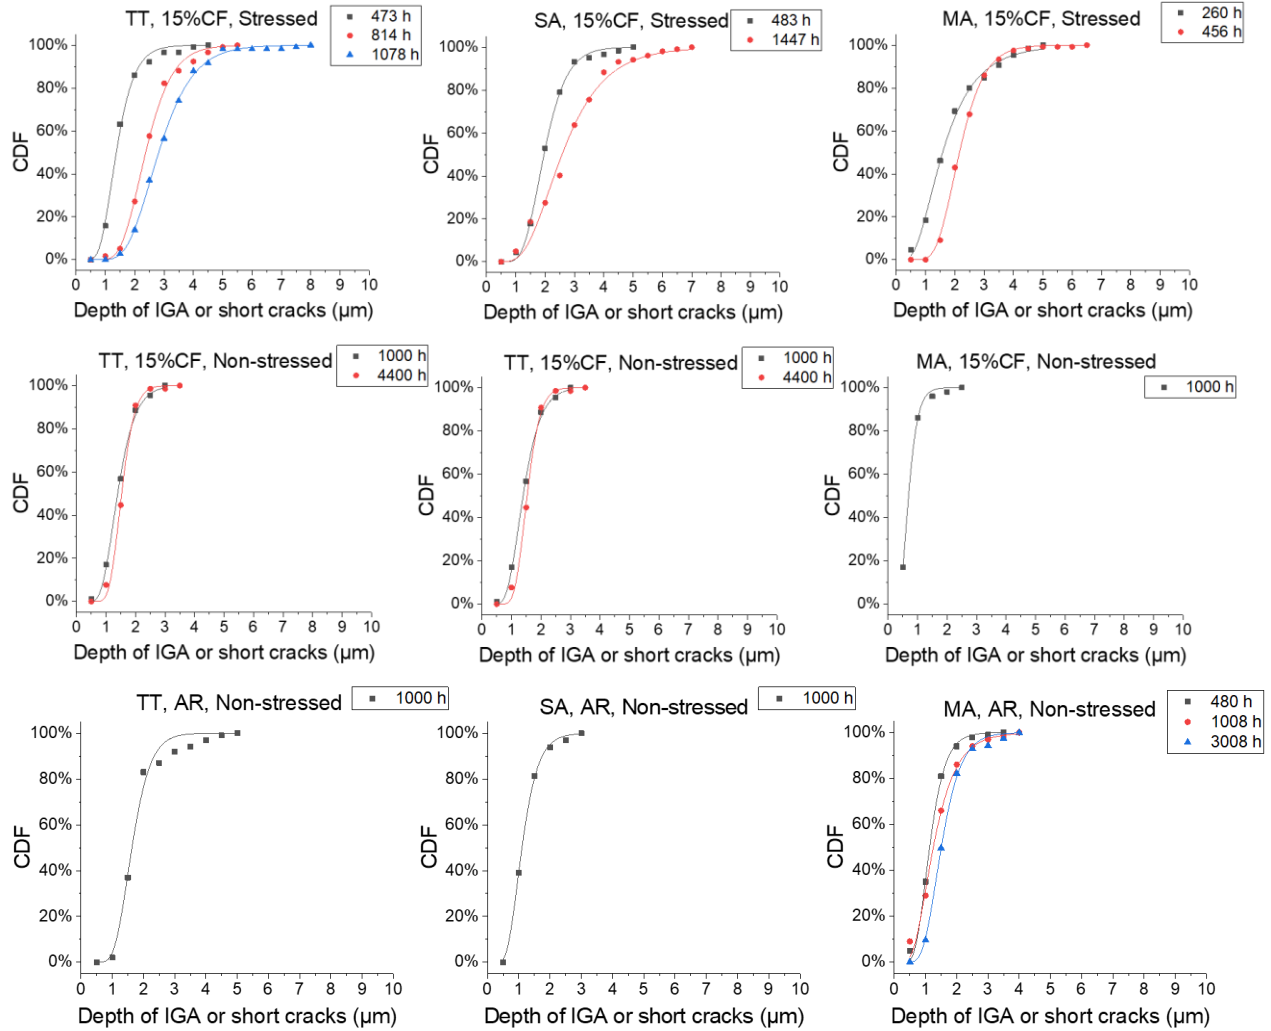 TT, 15%CF, Stressed
473 h
814 h
1078 h
100%
80%
60%
40%
20%
0%
CDF
0 1 2 3 4 5 6 7 8 9 10
Depth of IGA or short cracks (µm)
SA, 15%CF, Stressed
483 h
1447 h
100%
80%
60%
40%
20%
0%
CDF
0 1 2 3 4 5 6 7 8 9 10
Depth of IGA or short cracks (µm)
MA, 15%CF, Stressed
260 h
456 h
100%
80%
60%
40%
20%
0%
CDF
0 1 2 3 4 5 6 7 8 9 10
Depth of IGA or short cracks (µm)
TT, 15%CF, Non-stressed
1000 h
4400 h
100%
80%
60%
40%
20%
0%
CDF
0 1 2 3 4 5 6 7 8 9 10
Depth of IGA or short cracks (µm)
TT, 15%CF, Non-stressed
1000 h
4400 h
100%
80%
60%
40%
20%
0%
CDF
0 1 2 3 4 5 6 7 8 9 10
Depth of IGA or short cracks (µm)
MA, 15%CF, Non-stressed
1000 h
100%
80%
60%
40%
20%
0%
CDF
0 1 2 3 4 5 6 7 8 9 10
Depth of IGA or short cracks (µm)
TT, AR, Non-stressed
1000 h
100%
80%
60%
40%
20%
0%
CDF
0 1 2 3 4 5 6 7 8 9 10
Depth of IGA or short cracks (µm)
SA, AR, Non-stressed
1000 h
100%
80%
60%
40%
20%
0%
CDF
0 1 2 3 4 5 6 7 8 9 10
Depth of IGA or short cracks (µm)
MA, AR, Non-stressed
480 h
1008 h
3008 h
100%
80%
60%
40%
20%
0%
CDF
0 1 2 3 4 5 6 7 8 9 10
Depth of IGA or short cracks (µm)